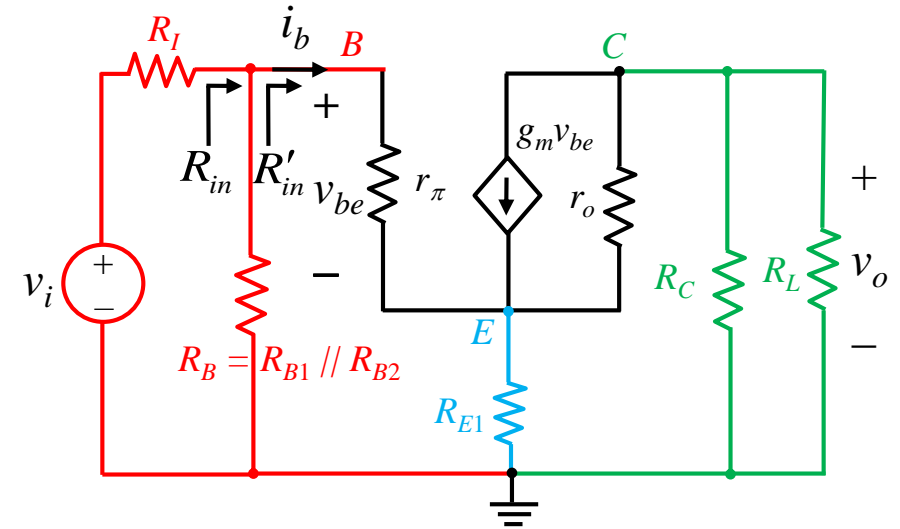 R_I
i_b
B
C
+
g_m v_be
R_in
R'_in
v_be
r_π
r_o
+
v_i
+
−
−
R_C
R_L
v_o
E
−
R_B = R_B1 // R_B2
R_E1